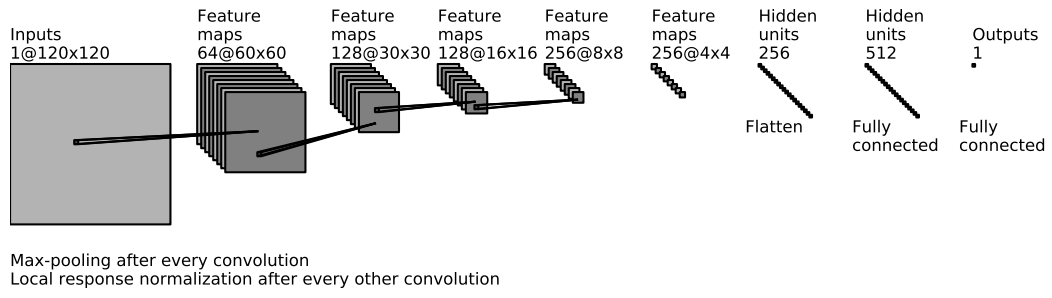 Inputs
1@120x120
Feature
maps
64@60x60
Feature
maps
128@30x30
Feature
maps
128@16x16
Feature
maps
256@8x8
Feature
maps
256@4x4
Hidden
units
256
Hidden
units
512
Outputs
1
Flatten
Fully
connected
Fully
connected
Max-pooling after every convolution
Local response normalization after every other convolution